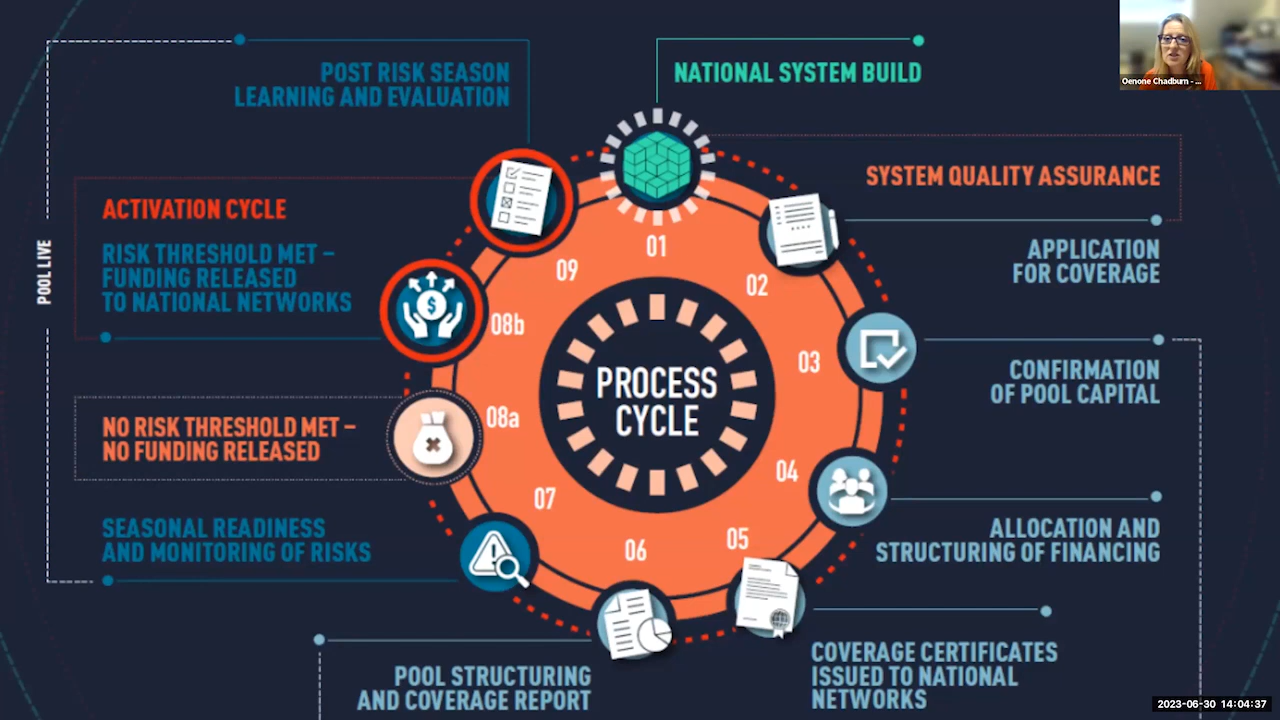 POST RISK SEASON
LEARNING AND EVALUATION
NATIONAL SYSTEM BUILD
Oenone Chadburn - ...
SYSTEM QUALITY ASSURANCE
ACTIVATION CYCLE
RISK THRESHOLD MET –
FUNDING RELEASED
TO NATIONAL NETWORKS
POOL LIVE
APPLICATION
FOR COVERAGE
01
02
03
04
05
06
07
08a
08b
09
PROCESS
CYCLE
CONFIRMATION
OF POOL CAPITAL
NO RISK THRESHOLD MET –
NO FUNDING RELEASED
ALLOCATION AND
STRUCTURING OF FINANCING
SEASONAL READINESS
AND MONITORING OF RISKS
POOL STRUCTURING
AND COVERAGE REPORT
COVERAGE CERTIFICATES
ISSUED TO NATIONAL
NETWORKS
2023-06-30 14:04:37